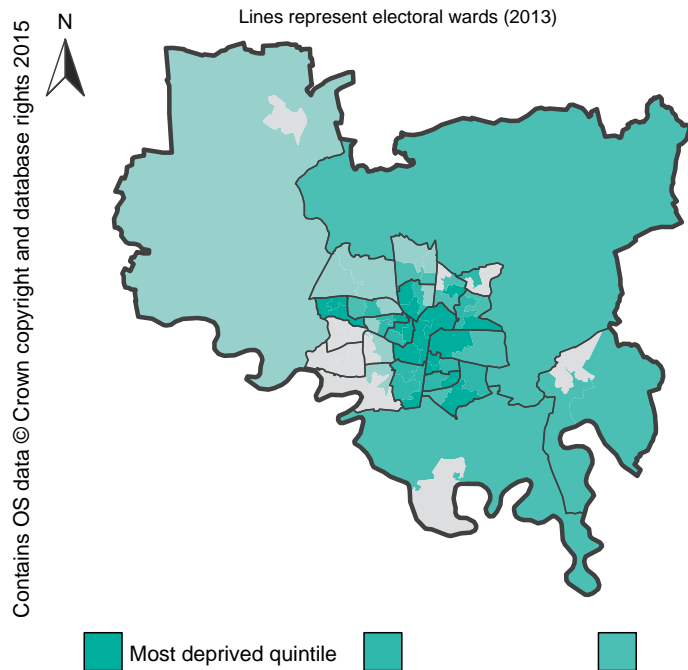 Lines represent electoral wards (2013)
N
Contains OS data © Crown copyright and database rights 2015
Most deprived quintile